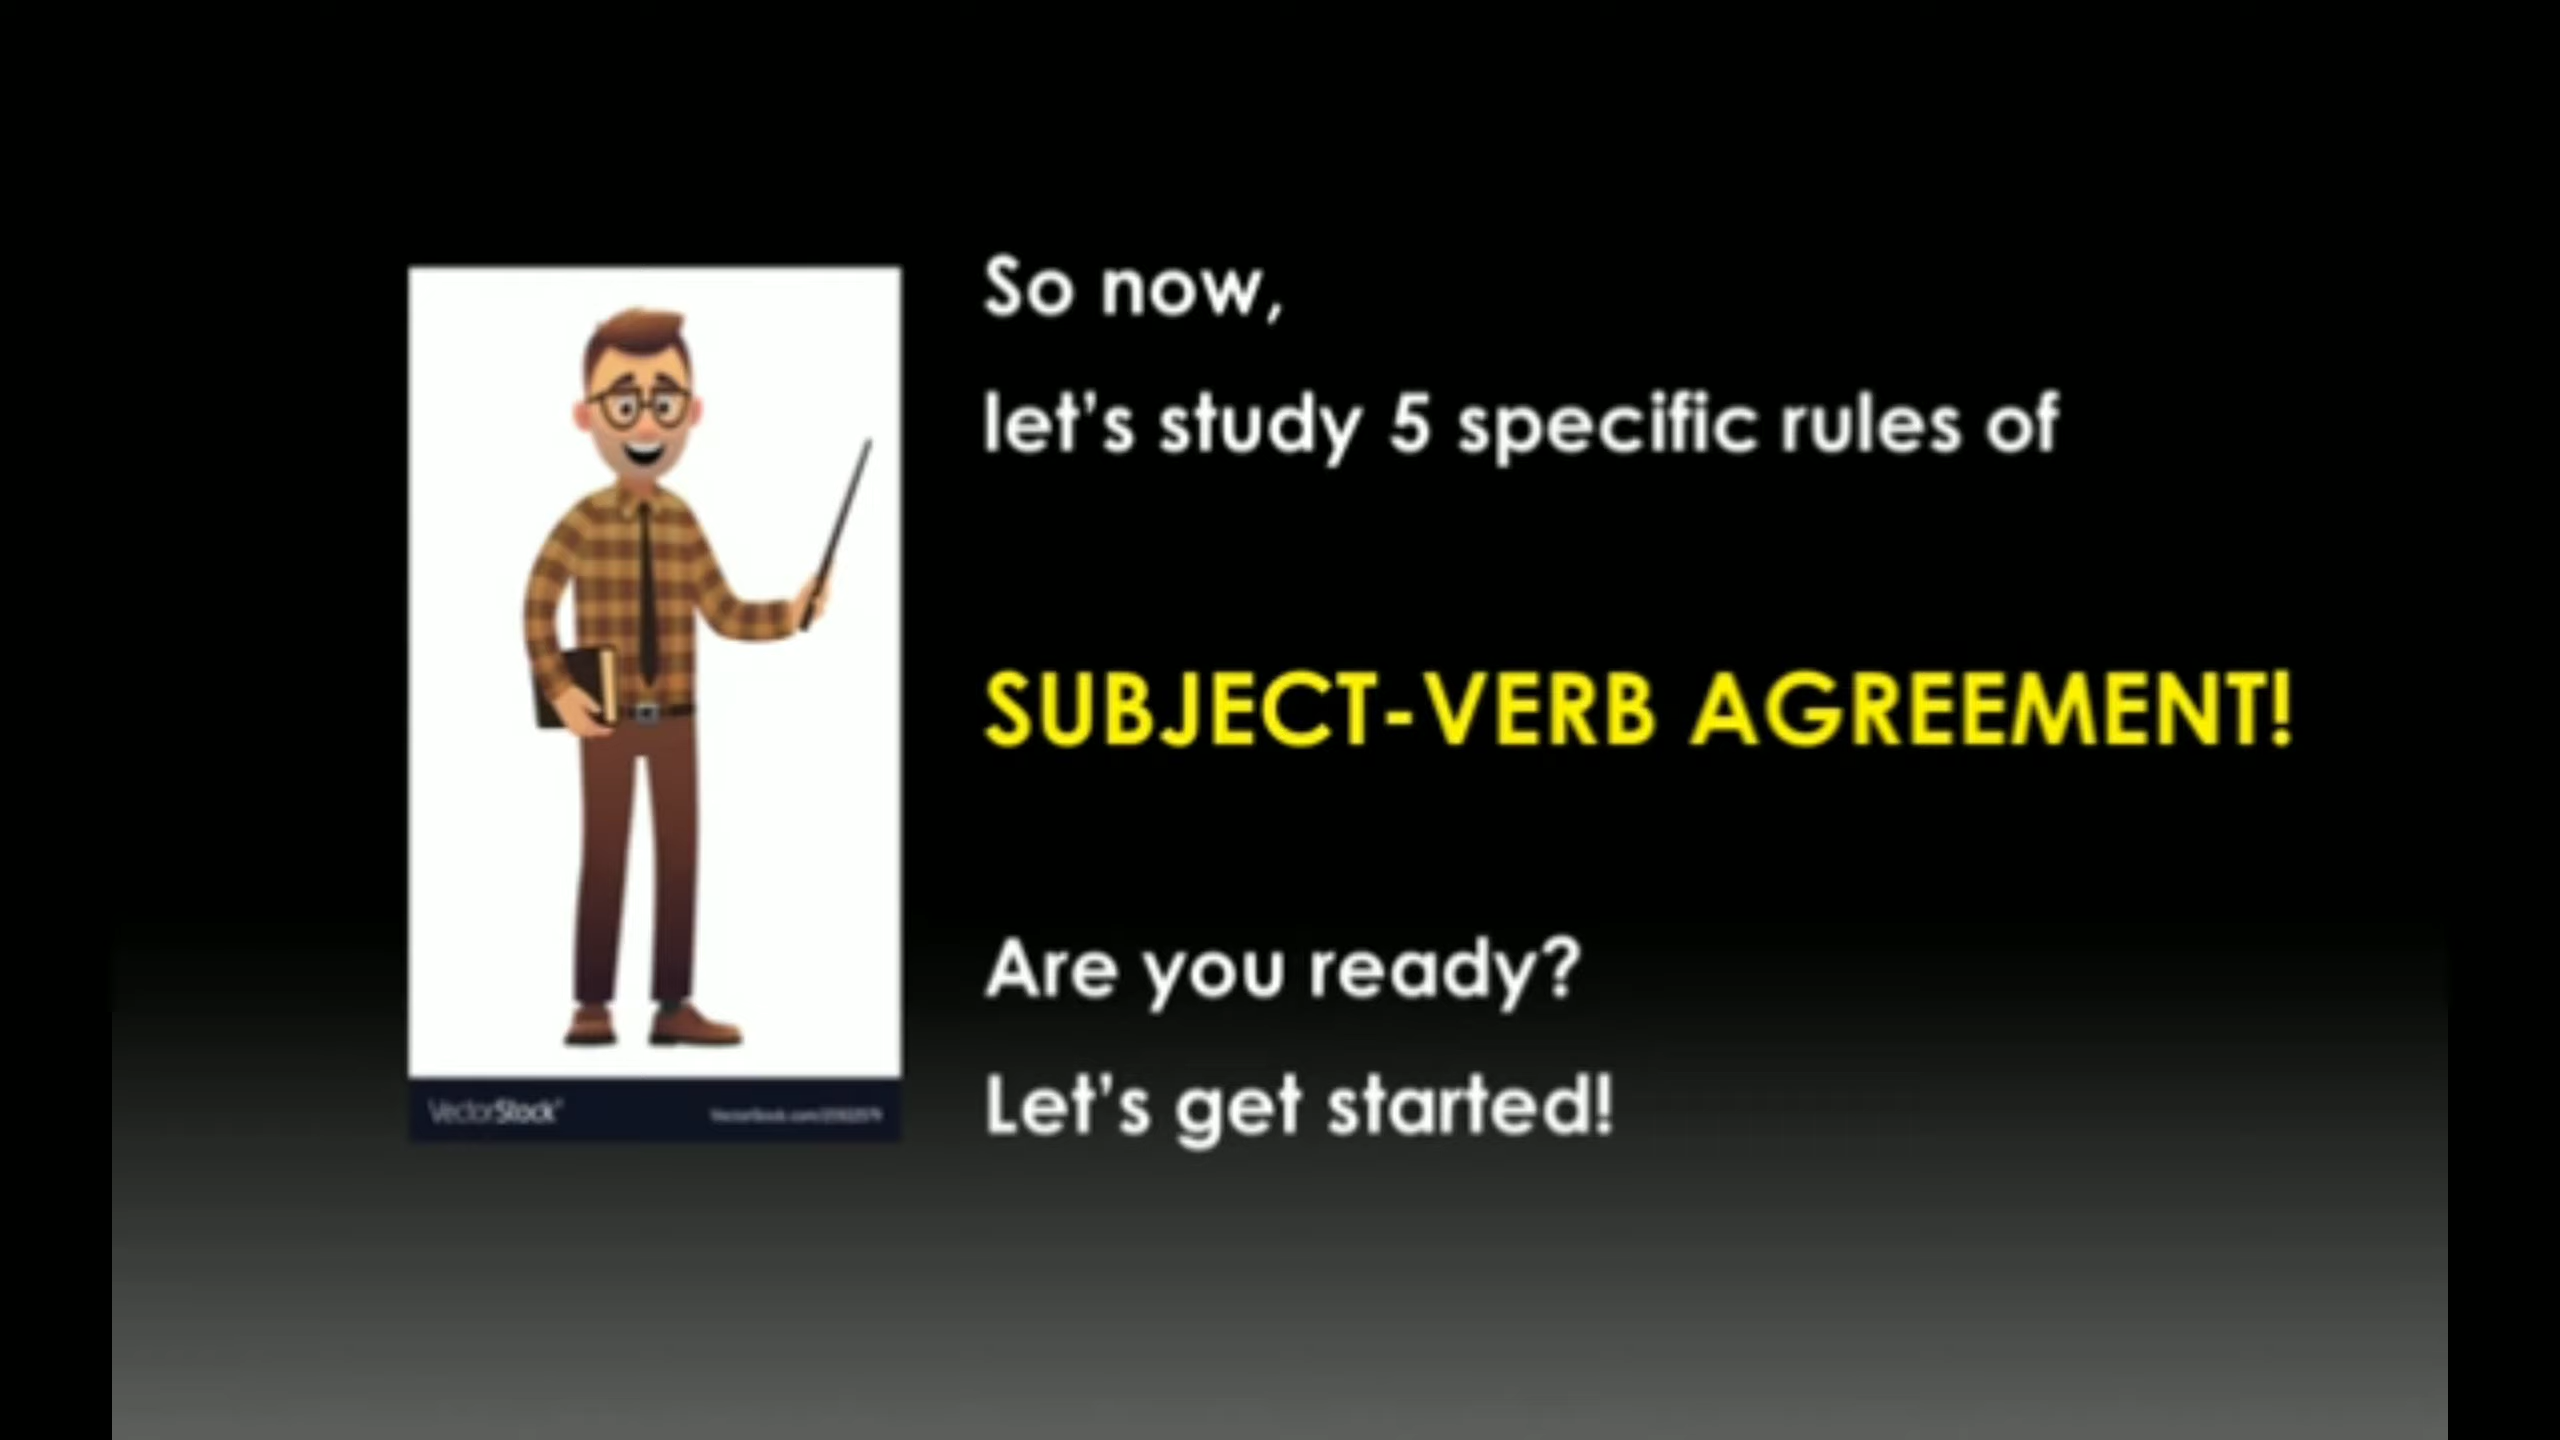 So now,
let's study 5 specific rules of
SUBJECT-VERB AGREEMENT!
Are you ready?
Let's get started!
VectorStock®